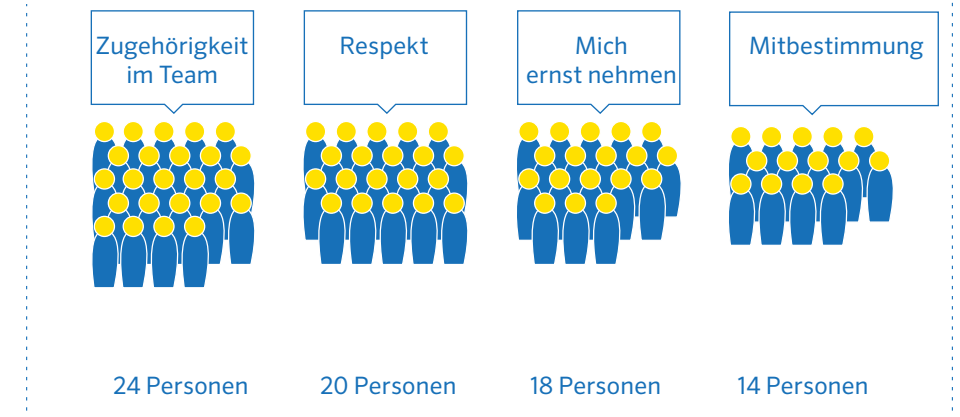 Zugehörigkeit
im Team
Respekt
Mich
ernst nehmen
Mitbestimmung
24 Personen
20 Personen
18 Personen
14 Personen